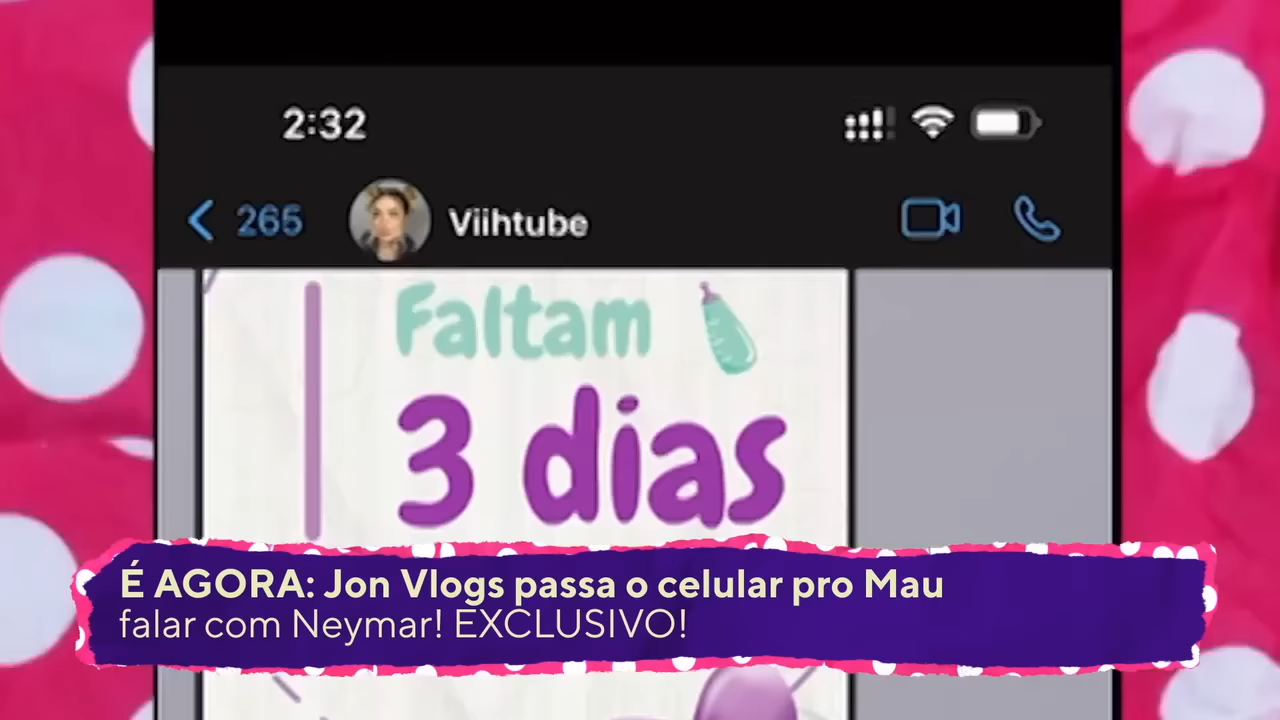 2:32
265 Viihtube
Faltam
3 dias
É AGORA: Jon Vlogs passa o celular pro Mau
falar com Neymar! EXCLUSIVO!